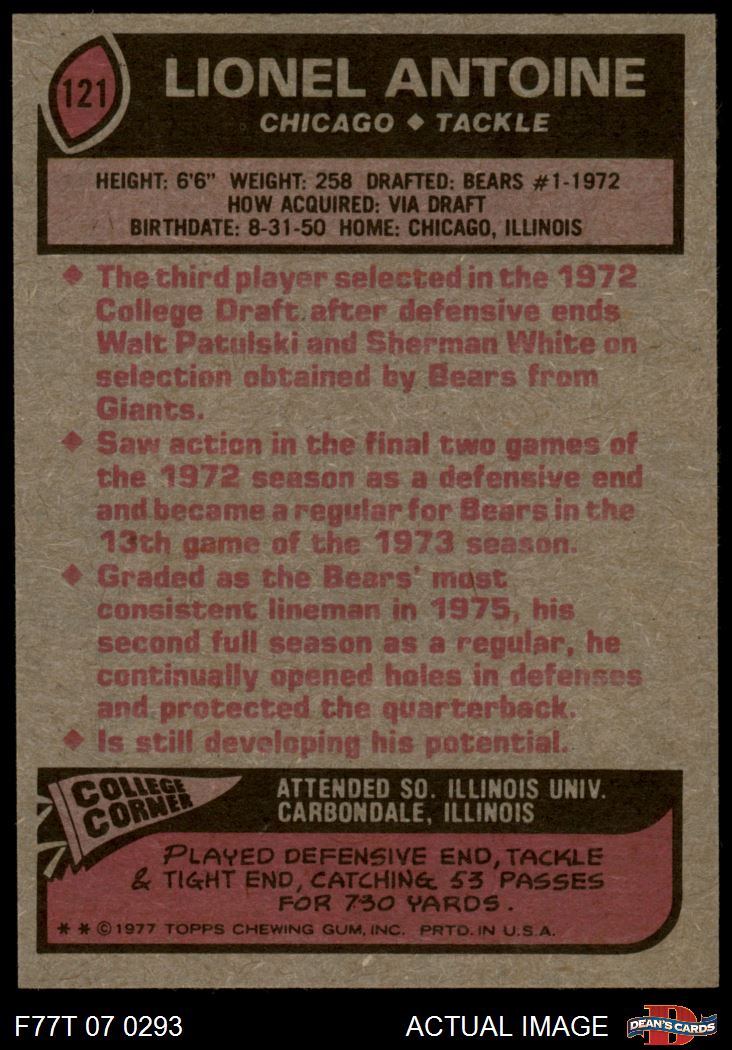 121
LIONEL ANTOINE
CHICAGO ♦ TACKLE
HEIGHT: 6'6" WEIGHT: 258 DRAFTED: BEARS #1-1972
HOW ACQUIRED: VIA DRAFT
BIRTHDATE: 8-31-50 HOME: CHICAGO, ILLINOIS
♦ The third player selected in the 1972
College Draft after defensive ends
Walt Patulski and Sherman White on
selection obtained by Bears from
Giants.
♦ Saw action in the final two games of
the 1972 season as a defensive end
and became a regular for Bears in the
13th game of the 1973 season.
♦ Graded as the Bears' most
consistent lineman in 1975, his
second full season as a regular, he
continually opened holes in defenses
and protected the quarterback.
♦ Is still developing his potential.
COLLEGE
CORNER
ATTENDED SO. ILLINOIS UNIV.
CARBONDALE, ILLINOIS
PLAYED DEFENSIVE END, TACKLE
& TIGHT END, CATCHING 53 PASSES
FOR 730 YARDS.
* * © 1977 TOPPS CHEWING GUM, INC. PRTD. IN U.S.A.
F77T 07 0293
ACTUAL IMAGE
DEAN'S CARDS